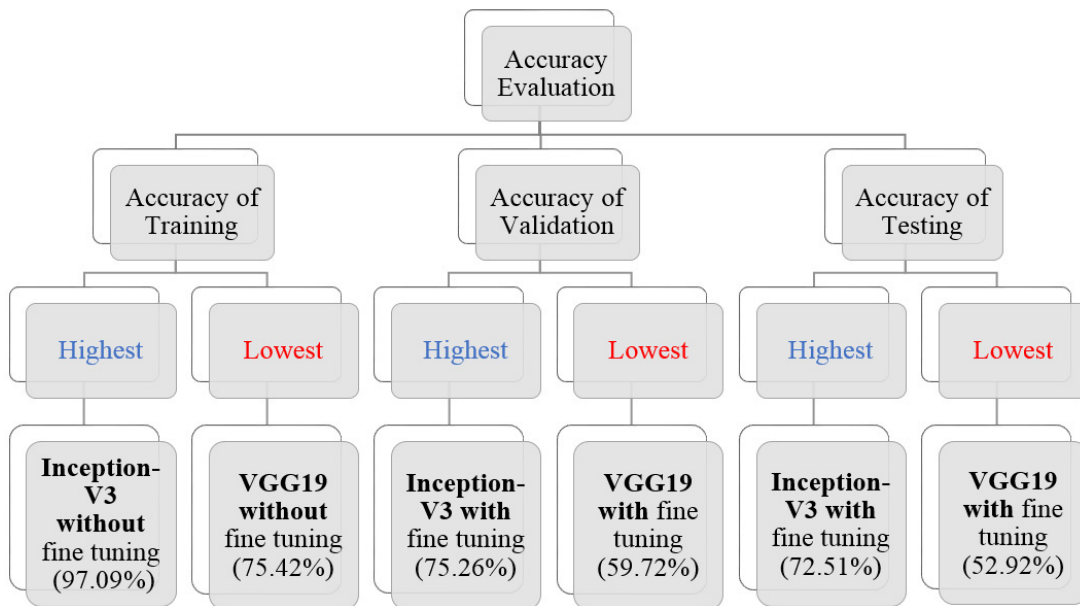 Accuracy
Evaluation
Accuracy of
Training
Accuracy of
Validation
Accuracy of
Testing
Highest
Lowest
Highest
Lowest
Highest
Lowest
Inception-
V3
without
fine tuning
(97.09%)
VGG19
without
fine tuning
(75.42%)
Inception-
V3 with
fine tuning
(75.26%)
VGG19
with fine
tuning
(59.72%)
Inception-
V3 with
fine tuning
(72.51%)
VGG19
with fine
tuning
(52.92%)